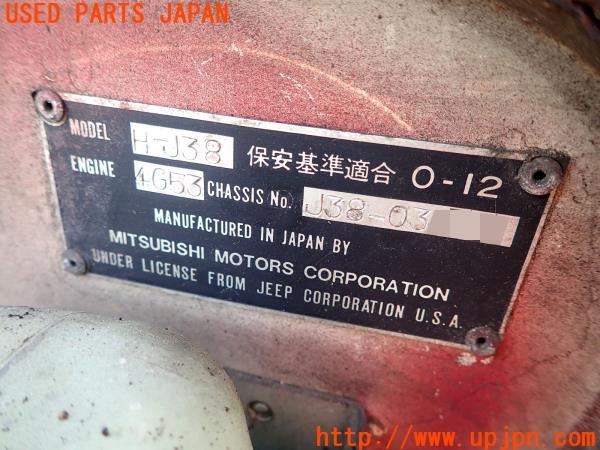 USED PARTS JAPAN
MODEL H-J38 保安基準適合 0-12
ENGINE 4G53 CHASSIS No. J38-03
MANUFACTURED IN JAPAN BY
MITSUBISHI MOTORS CORPORATION
UNDER LICENSE FROM JEEP CORPORATION U.S.A.
http://www.upjpn.com